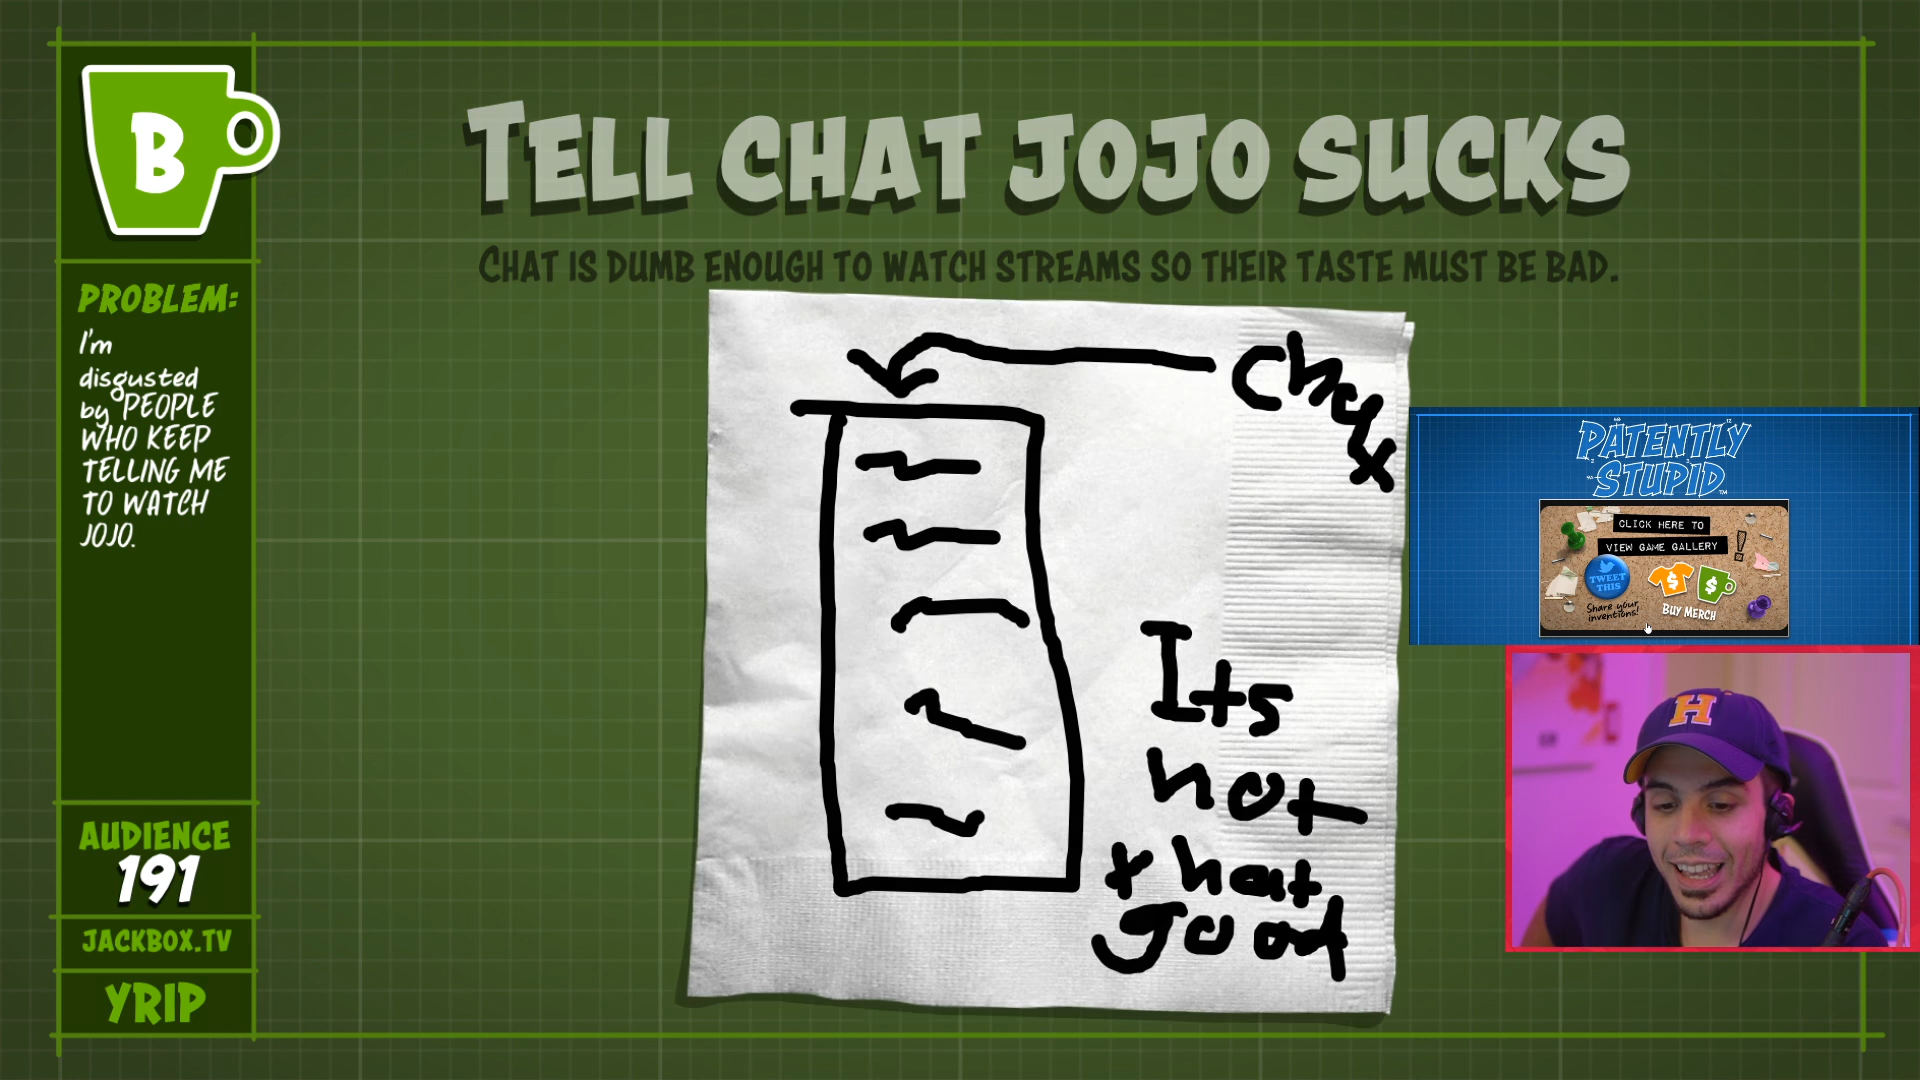 B
PROBLEM:
I'm
disgusted
by PEOPLE
WHO KEEP
TELLING ME
TO WATCH
JOJO.
AUDIENCE
191
JACKBOX.TV
YRIP
TELL CHAT JOJO SUCKS
CHAT IS DUMB ENOUGH TO WATCH STREAMS SO THEIR TASTE MUST BE BAD.
Its
not
that
good
PATENTLY
STUPID
TM
CLICK HERE TO
VIEW GAME GALLERY
!
TWEET
THIS
Share your
inventions!
$
$
BUY MERCH
H